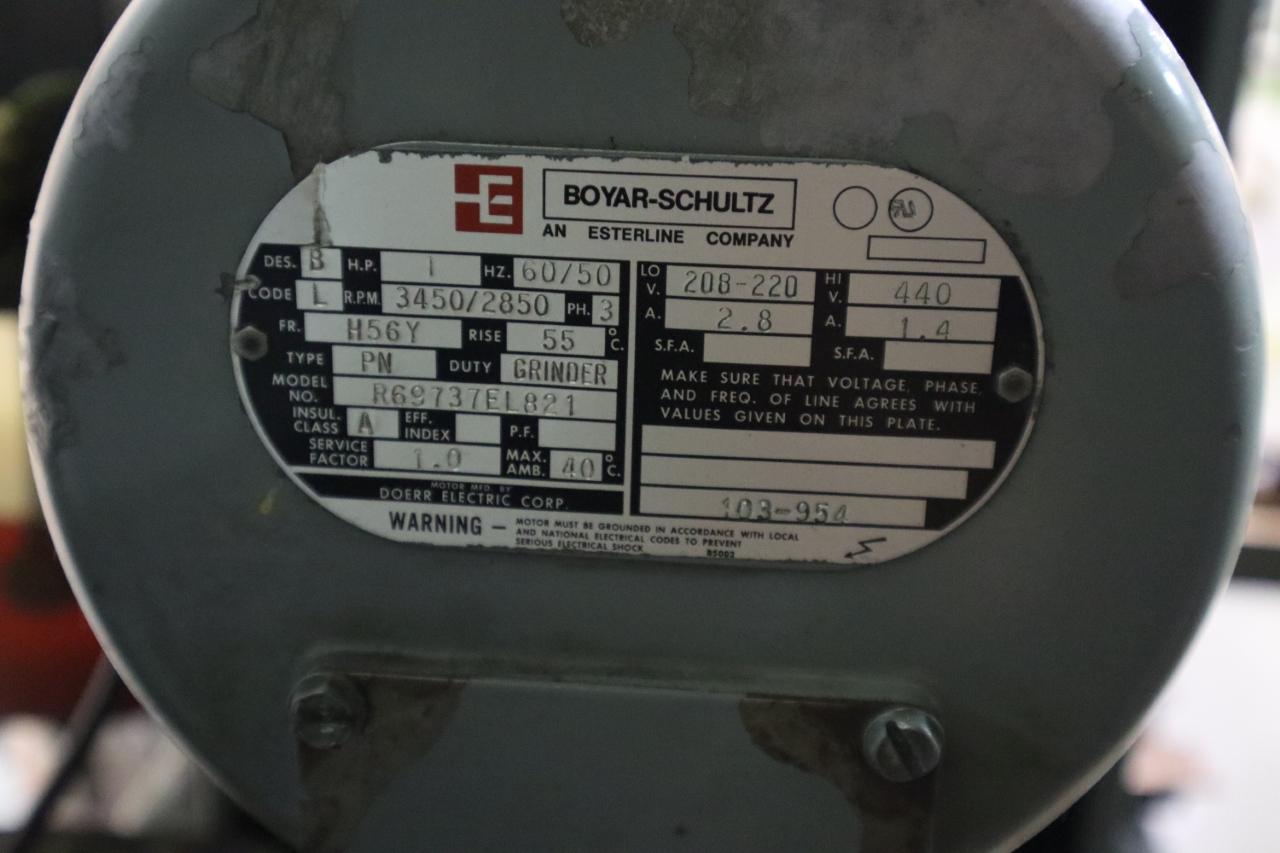 E
BOYAR-SCHULTZ
AN ESTERLINE COMPANY
DES. B H.P. 1 HZ. 60/50
CODE L R.P.M. 3450/2850 PH. 3
FR. H56Y RISE 55 °C.
TYPE PN DUTY GRINDER
MODEL NO. R69737EL821
INSUL. CLASS A EFF. INDEX P.F.
SERVICE FACTOR 1.0 MAX. AMB. 40 °C.
MOTOR MFD. BY
DOERR ELECTRIC CORP.
LO V. 208-220 HI V. 440
A. 2.8 A. 1.4
S.F.A. S.F.A.
MAKE SURE THAT VOLTAGE, PHASE,
AND FREQ. OF LINE AGREES WITH
VALUES GIVEN ON THIS PLATE.
103-954
WARNING — MOTOR MUST BE GROUNDED IN ACCORDANCE WITH LOCAL
AND NATIONAL ELECTRICAL CODES TO PREVENT
SERIOUS ELECTRICAL SHOCK